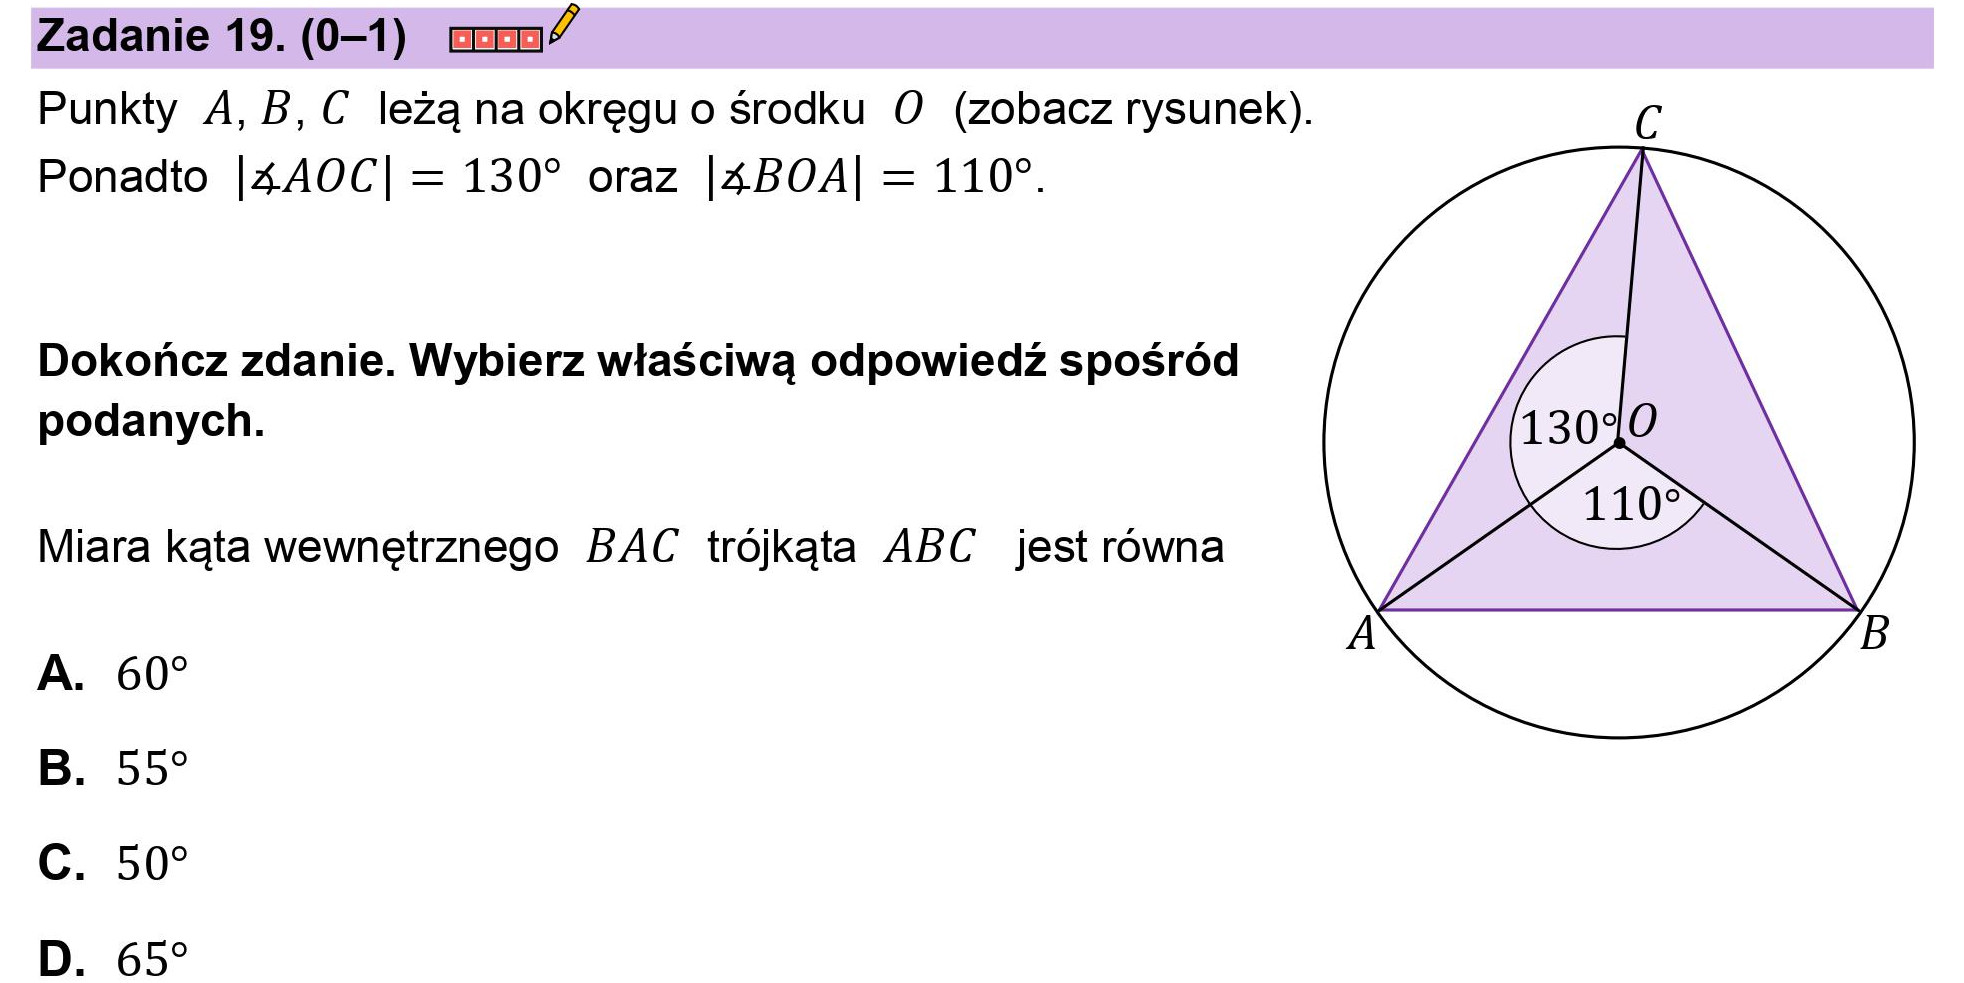 Zadanie 19. (0–1)
Punkty A, B, C leżą na okręgu o środku O (zobacz rysunek).
Ponadto |∡AOC| = 130° oraz |∡BOA| = 110°.
Dokończ zdanie. Wybierz właściwą odpowiedź spośród
podanych.
Miara kąta wewnętrznego BAC trójkąta ABC jest równa
A. 60°
B. 55°
C. 50°
D. 65°
C
130° O
110°
A
B